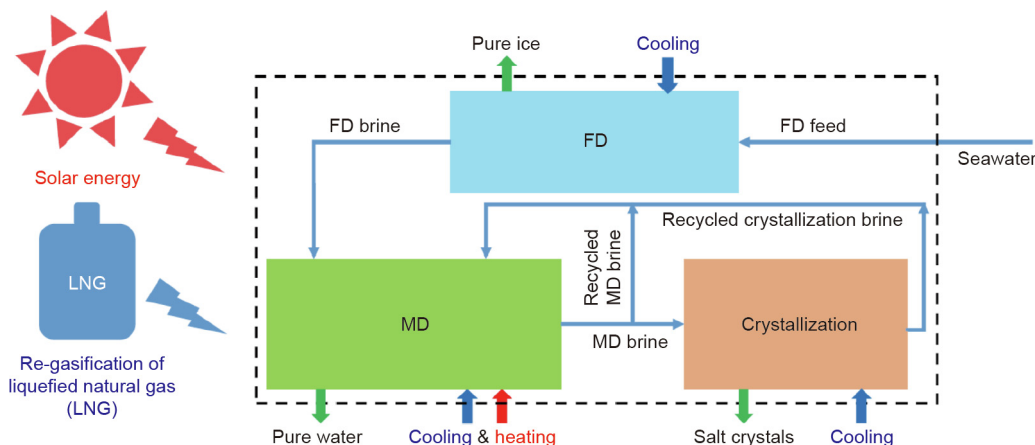 Pure ice
Cooling
FD brine
FD
FD feed
Seawater
Solar energy
Recycled crystallization brine
LNG
Recycled
MD brine
MD
Crystallization
MD brine
Re-gasification of
liquefied natural gas
(LNG)
Pure water
Cooling & heating
Salt crystals
Cooling